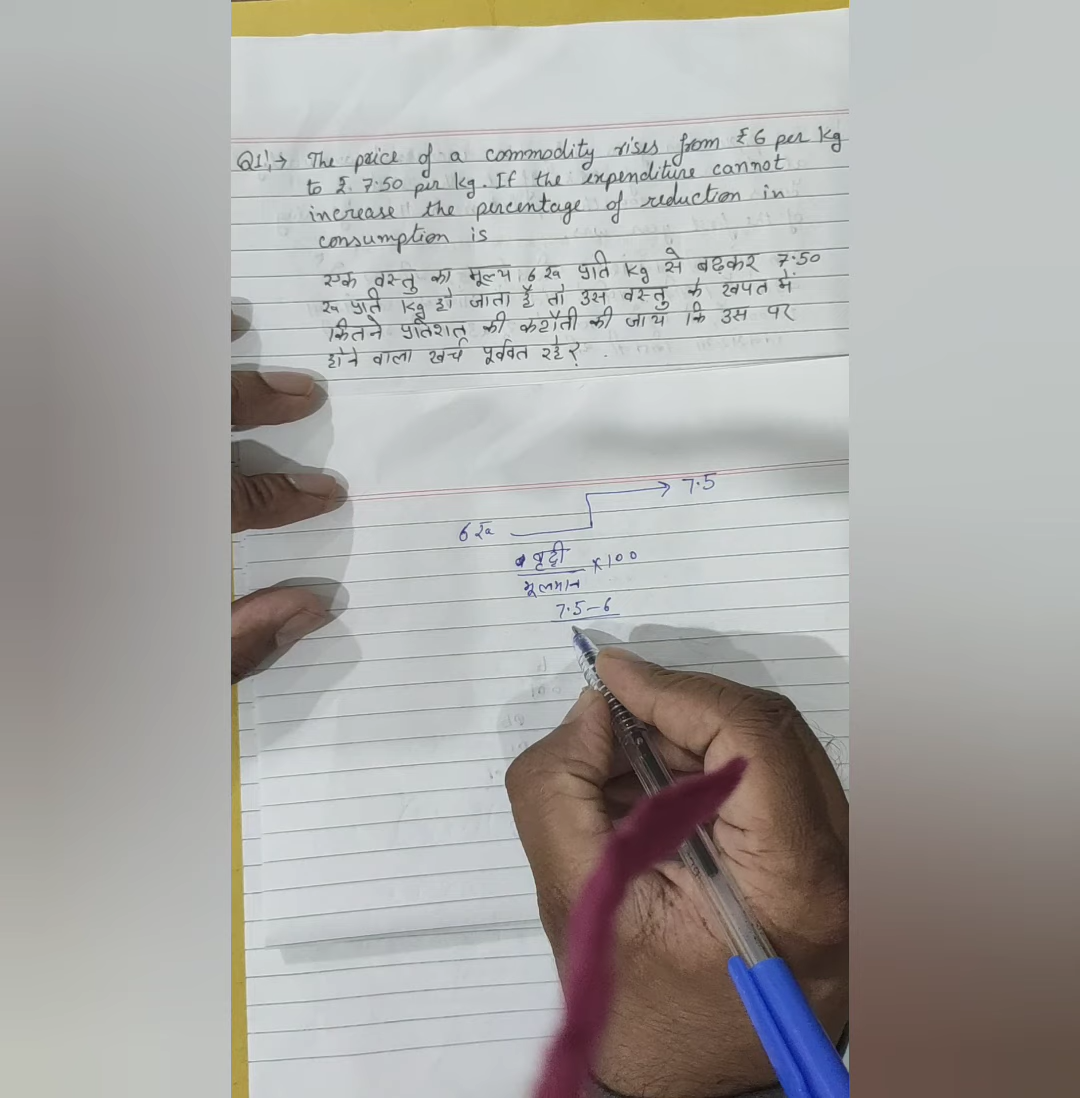 Q1!→ The price of a commodity rises from ₹6 per kg
to ₹. 7.50 per kg. If the expenditure cannot
increase the percentage of reduction in
consumption is
एक वस्तु का मूल्य 6 रू प्रति kg से बढ़कर 7.50
रू प्रति kg हो जाता है तो उस वस्तु के खपत में
कितने प्रतिशत की कटौती की जाय कि उस पर
होने वाला खर्च पूर्ववत रहे?
6 रू → 7.5
वृद्दी
मूलमान × 100
7.5-6